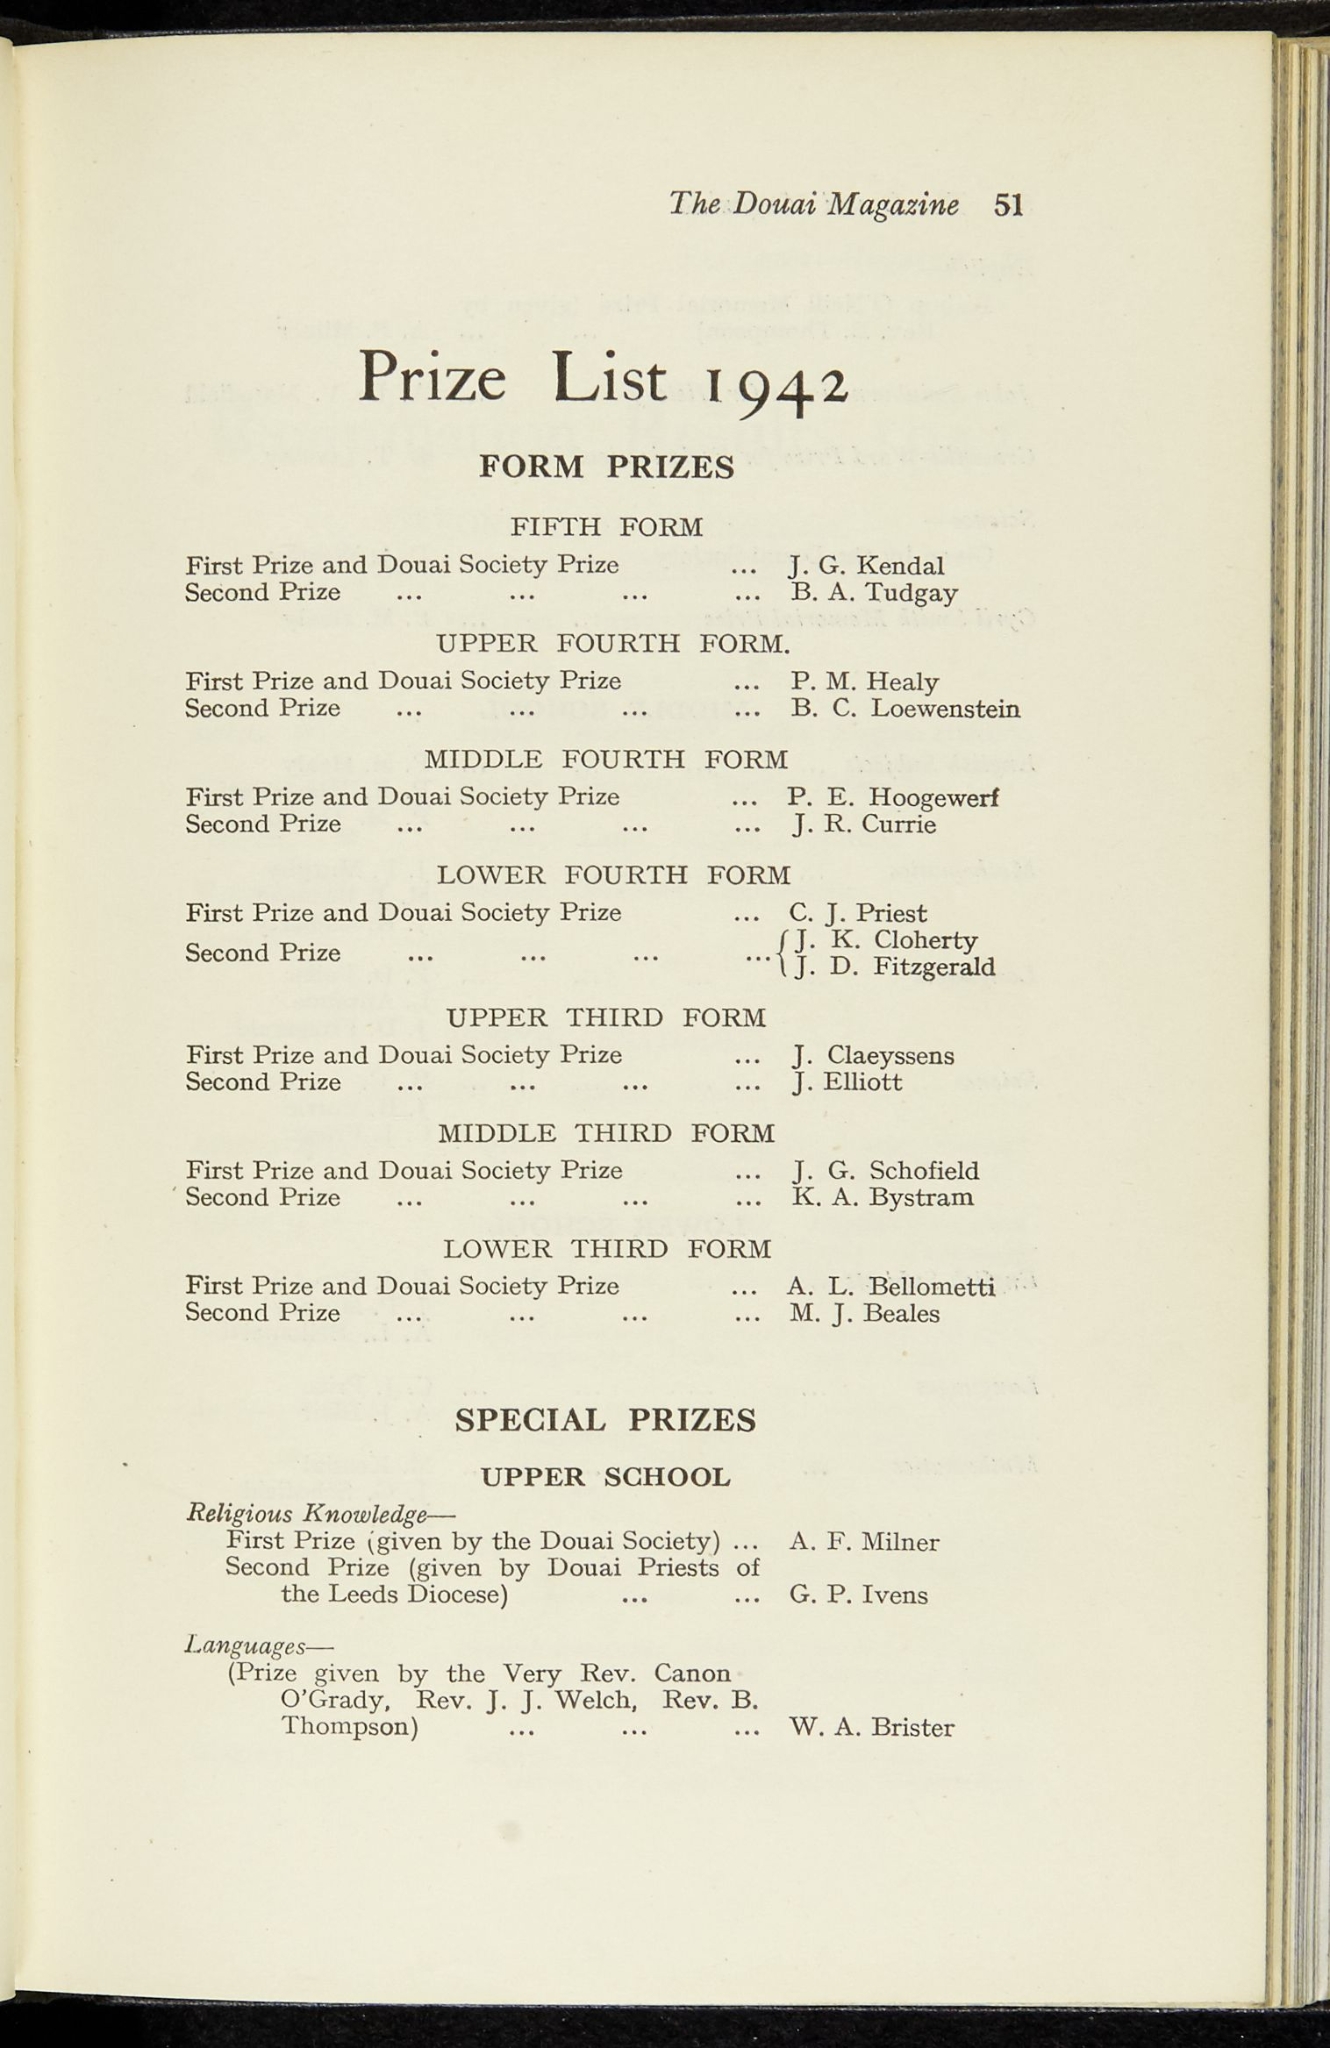 The Douai Magazine 51
Prize List 1942
FORM PRIZES
FIFTH FORM
First Prize and Douai Society Prize ... J. G. Kendal
Second Prize ... ... ... ... B. A. Tudgay
UPPER FOURTH FORM.
First Prize and Douai Society Prize ... P. M. Healy
Second Prize ... ... ... ... B. C. Loewenstein
MIDDLE FOURTH FORM
First Prize and Douai Society Prize ... P. E. Hoogewerf
Second Prize ... ... ... ... J. R. Currie
LOWER FOURTH FORM
First Prize and Douai Society Prize ... C. J. Priest
Second Prize ... ... ... ... { J. K. Cloherty
J. D. Fitzgerald
UPPER THIRD FORM
First Prize and Douai Society Prize ... J. Claeyssens
Second Prize ... ... ... ... J. Elliott
MIDDLE THIRD FORM
First Prize and Douai Society Prize ... J. G. Schofield
Second Prize ... ... ... ... K. A. Bystram
LOWER THIRD FORM
First Prize and Douai Society Prize ... A. L. Bellometti
Second Prize ... ... ... ... M. J. Beales
SPECIAL PRIZES
UPPER SCHOOL
Religious Knowledge—
First Prize (given by the Douai Society) ... A. F. Milner
Second Prize (given by Douai Priests of
the Leeds Diocese) ... ... G. P. Ivens
Languages—
(Prize given by the Very Rev. Canon
O'Grady, Rev. J. J. Welch, Rev. B.
Thompson) ... ... ... W. A. Brister